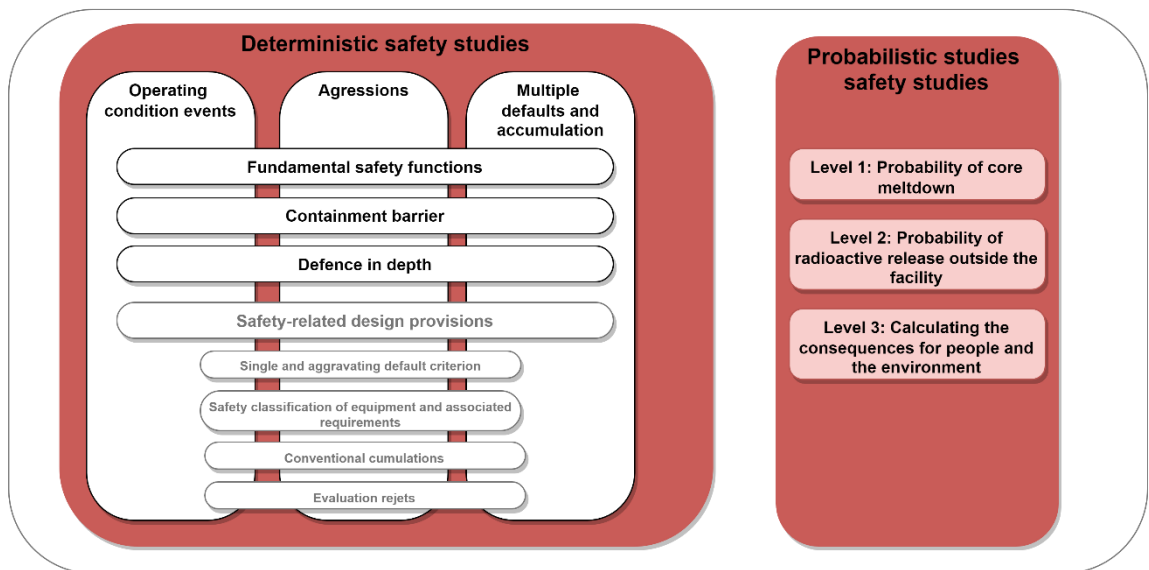 Deterministic safety studies
Operating
condition events
Agressions
Multiple
defaults and
accumulation
Fundamental safety functions
Containment barrier
Defence in depth
Safety-related design provisions
Single and aggravating default criterion
Safety classification of equipment and associated
requirements
Conventional cumulations
Evaluation rejets
Probabilistic studies
safety studies
Level 1: Probability of core
meltdown
Level 2: Probability of
radioactive release outside the
facility
Level 3: Calculating the
consequences for people and
the environment